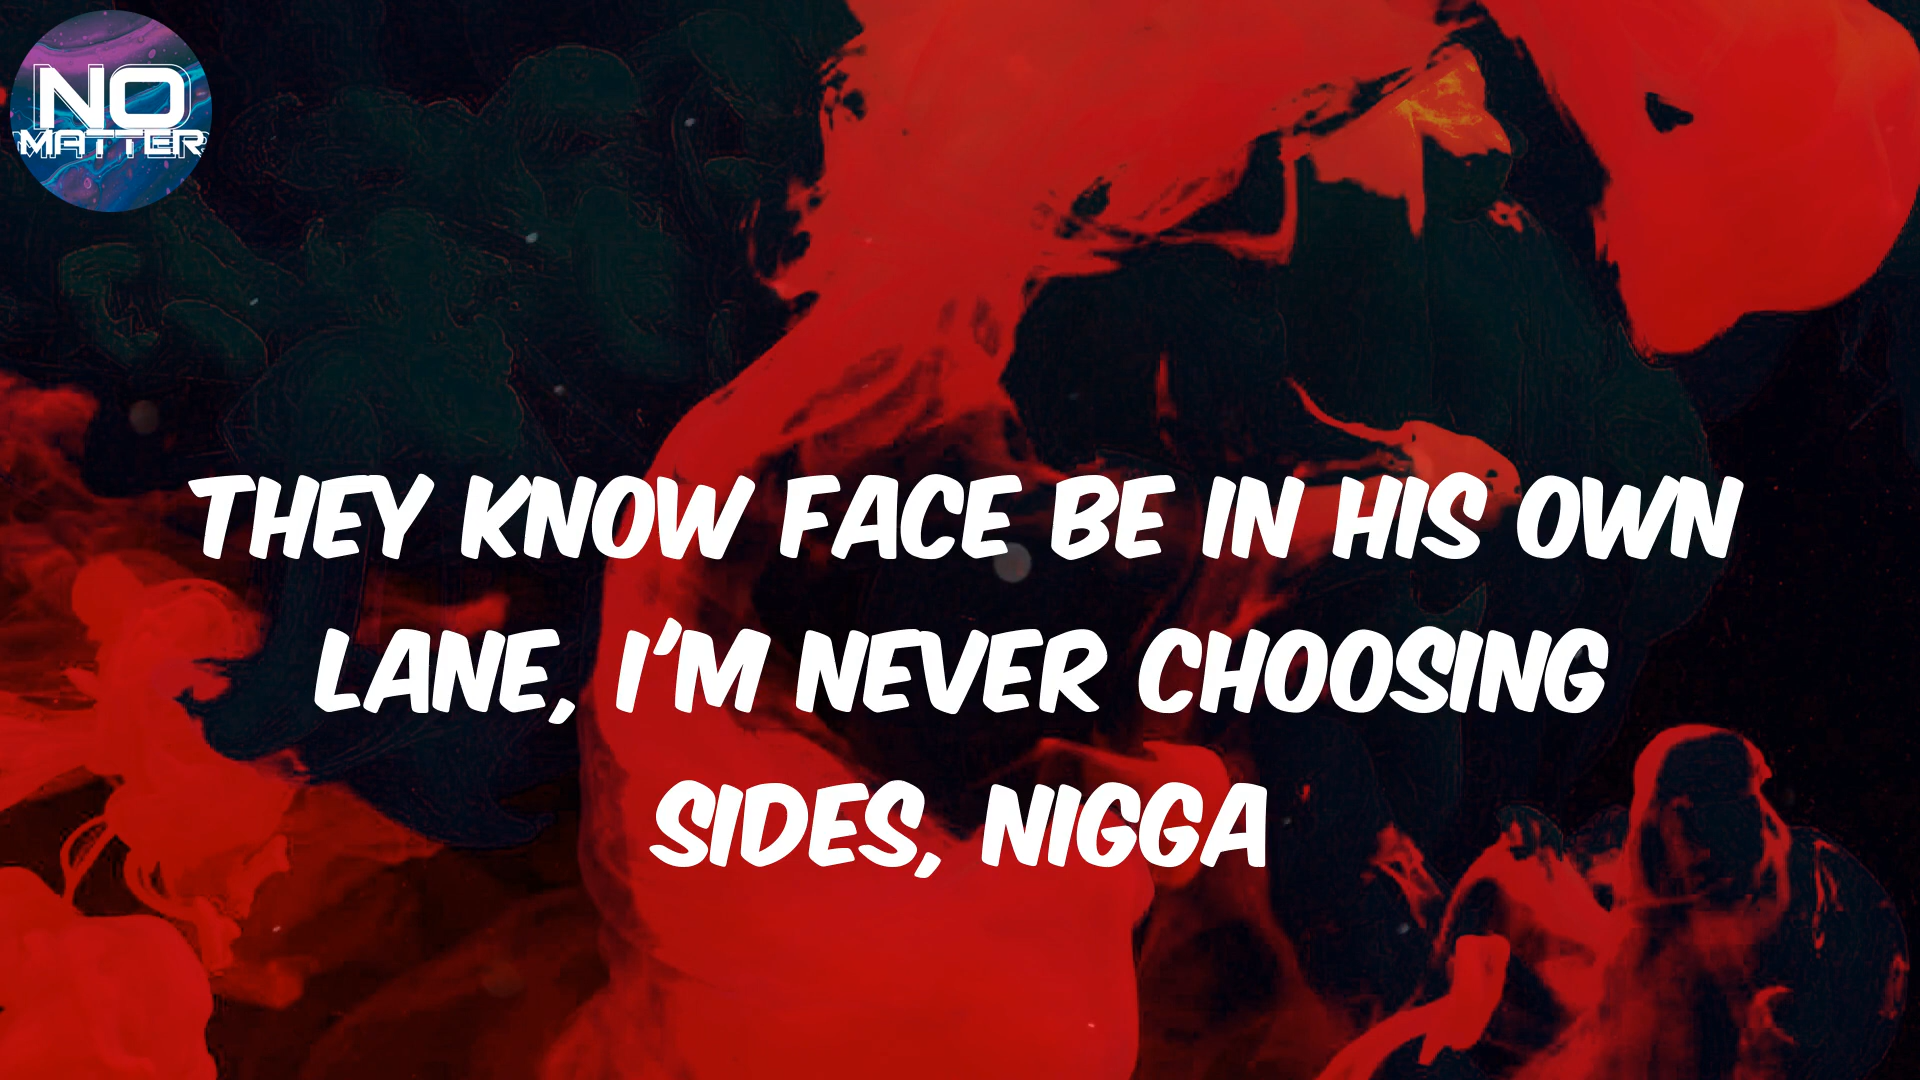 NO
MATTER
THEY KNOW FACE BE IN HIS OWN
LANE, I'M NEVER CHOOSING
SIDES, NIGGA